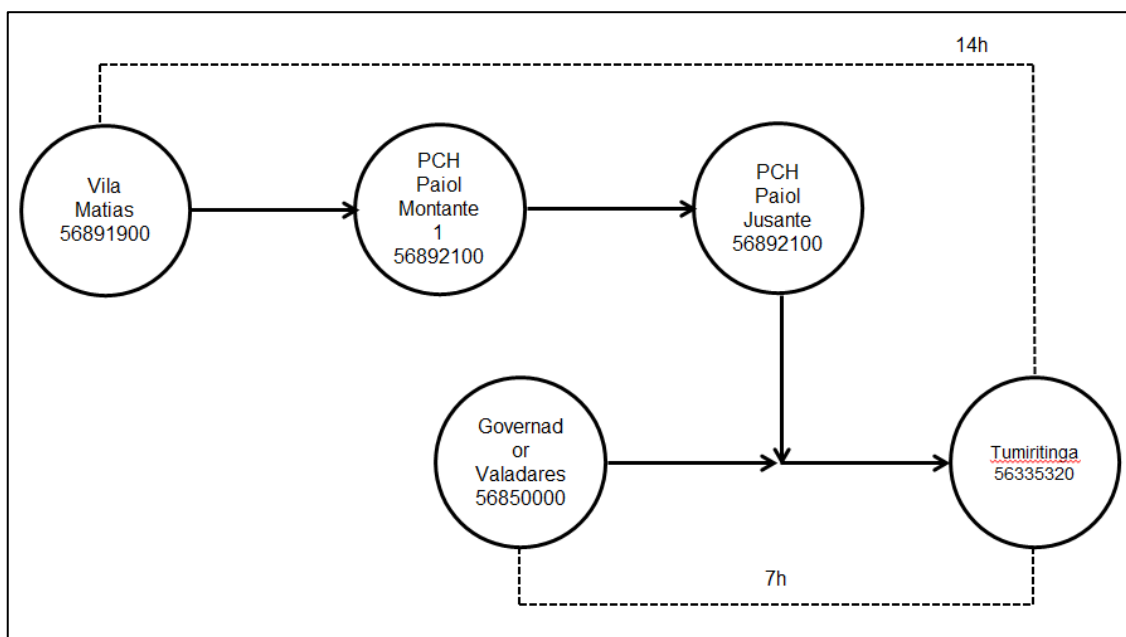 14h
Vila
Matias
56891900
PCH
Paiol
Montante
1
56892100
PCH
Paiol
Jusante
56892100
Governad
or
Valadares
56850000
Tumiritinga
56335320
7h